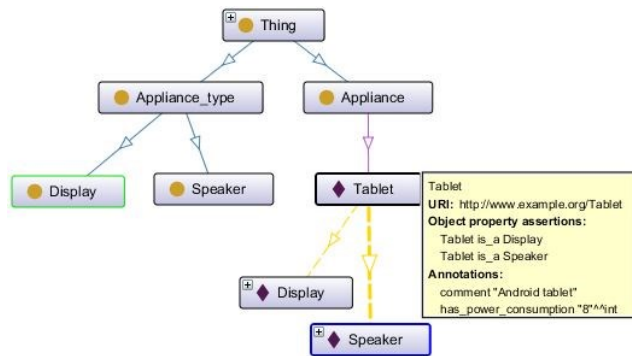 Thing
Appliance_type
Appliance
Display
Speaker
Tablet
Display
Speaker
Tablet
URI: http://www.example.org/Tablet
Object property assertions:
Tablet is_a Display
Tablet is_a Speaker
Annotations:
comment "Android tablet"
has_power_consumption "8"^^int